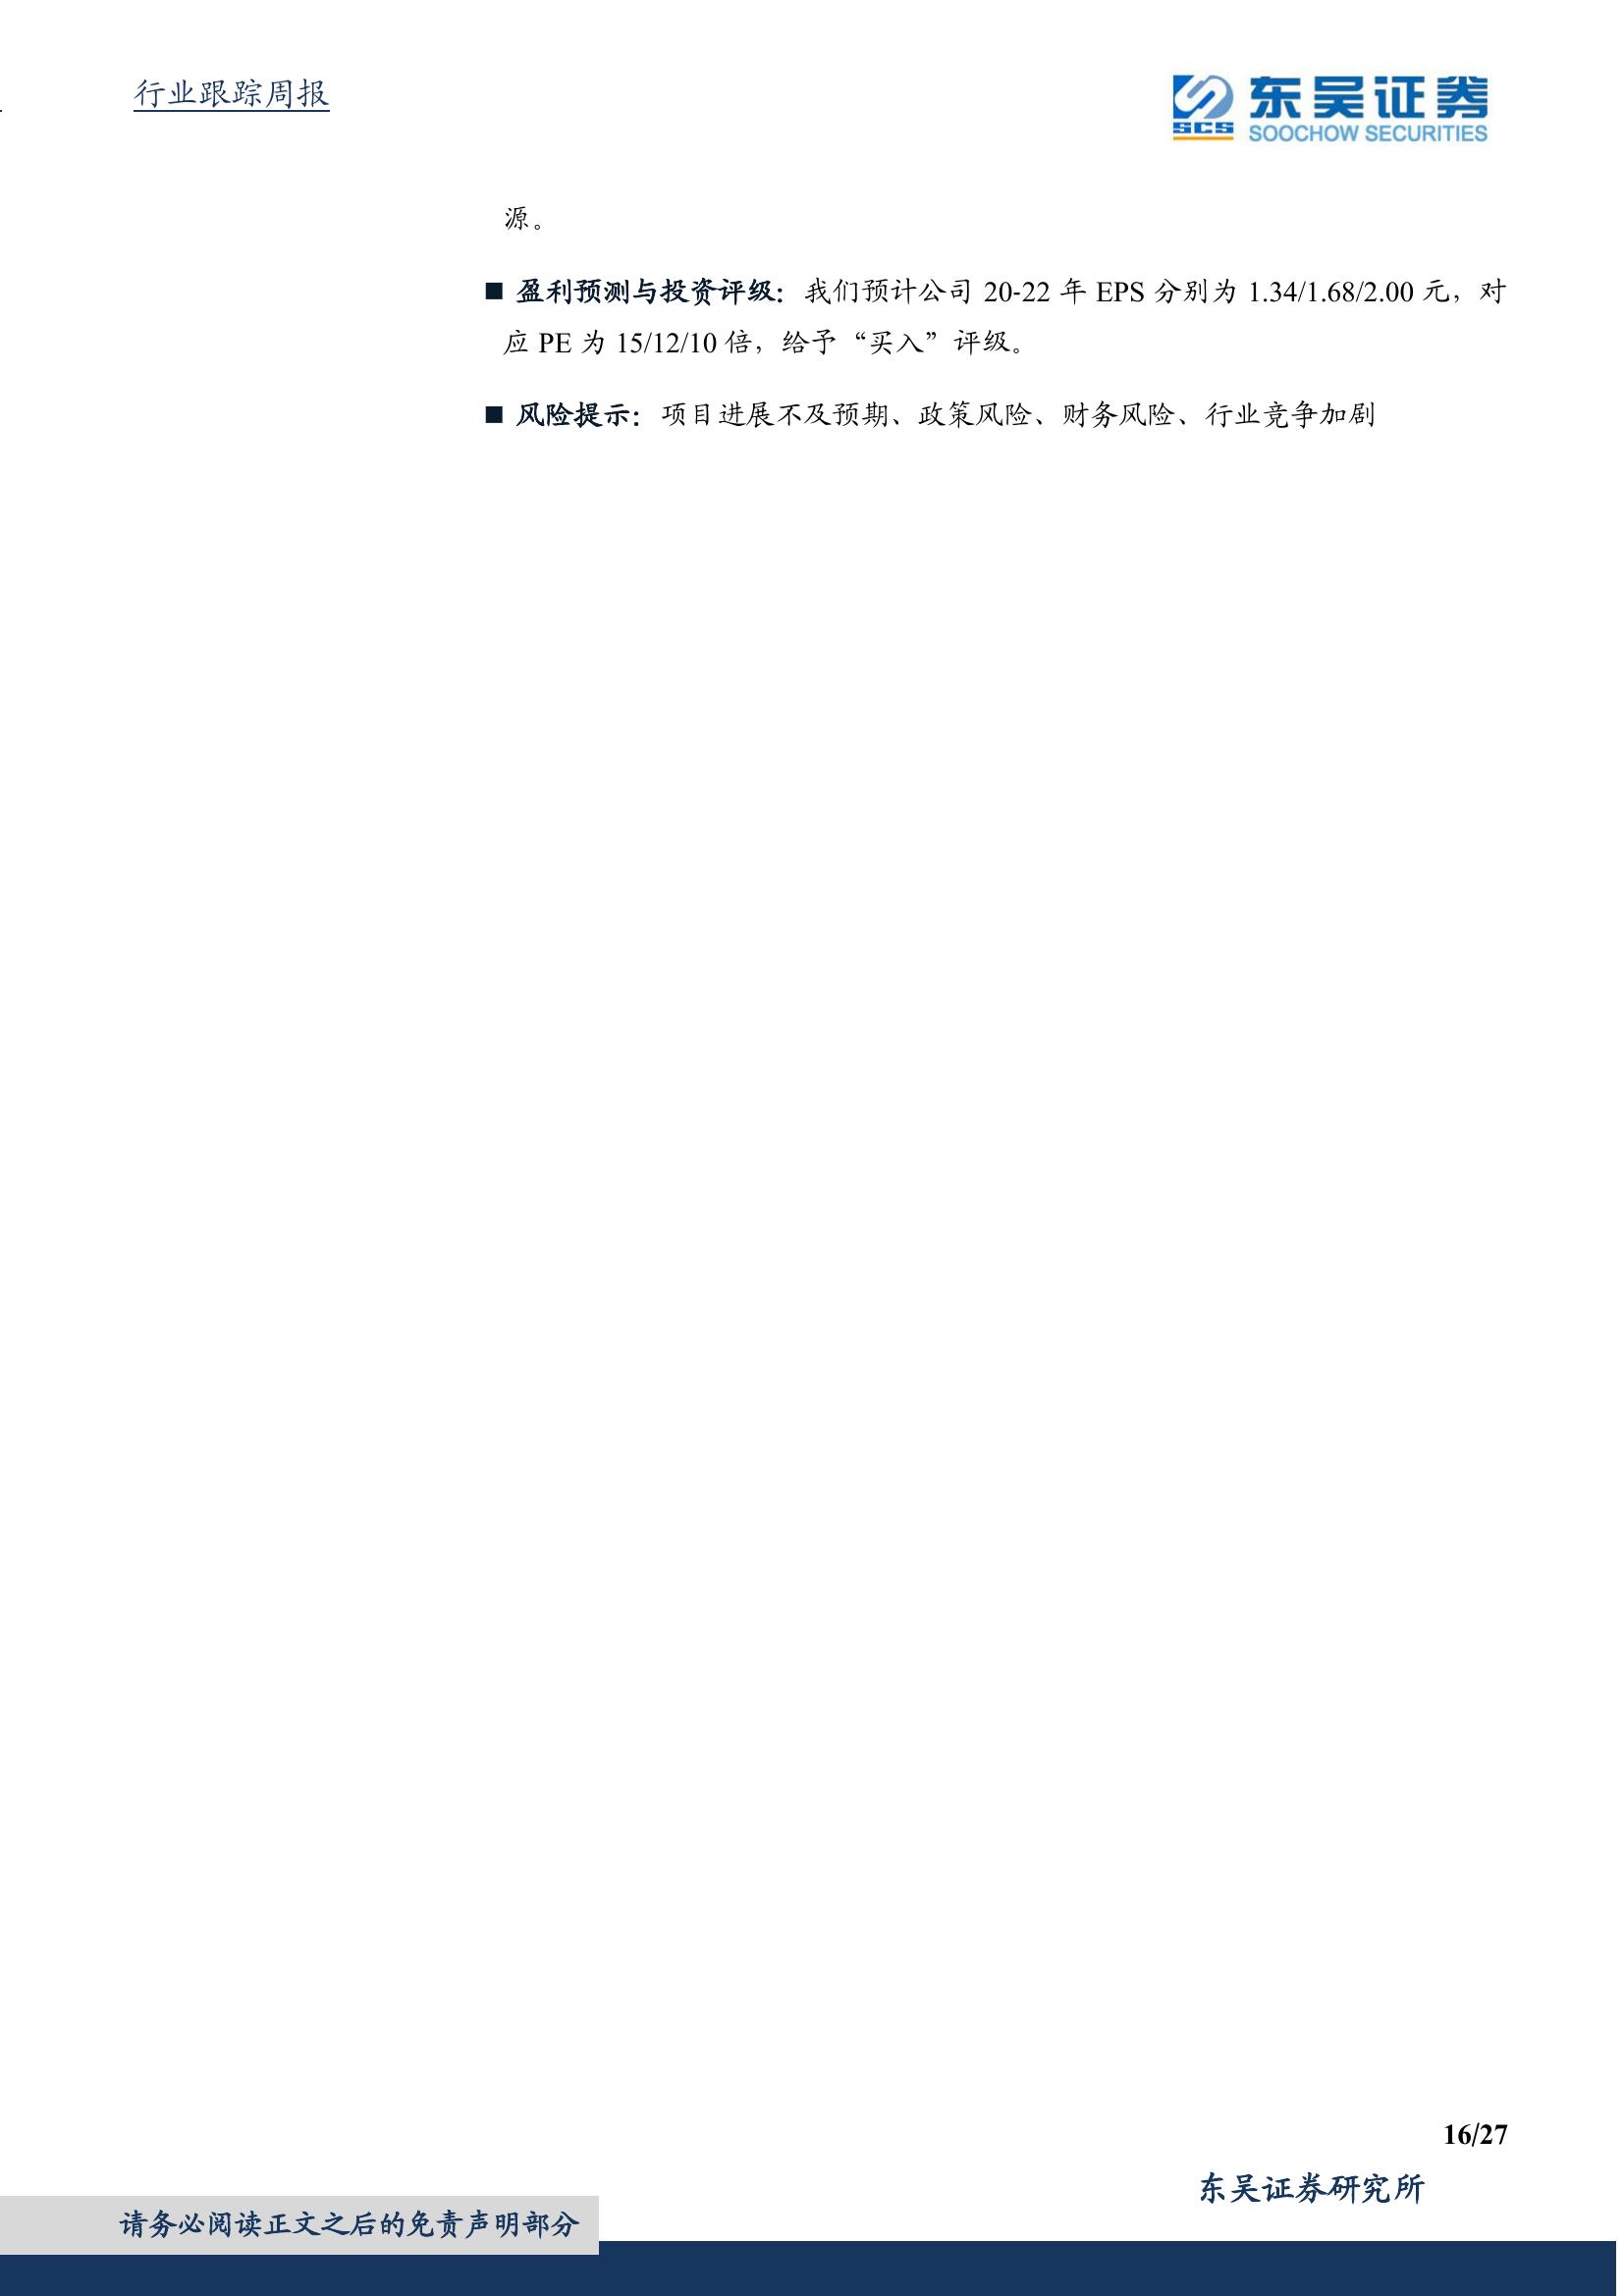 行业跟踪周报
东吴证券
SCS
SOOCHOW SECURITIES
源。
■ 盈利预测与投资评级：我们预计公司 20-22 年 EPS 分别为 1.34/1.68/2.00 元，对
应 PE 为 15/12/10 倍，给予“买入”评级。
■ 风险提示：项目进展不及预期、政策风险、财务风险、行业竞争加剧
16/27
东吴证券研究所
请务必阅读正文之后的免责声明部分